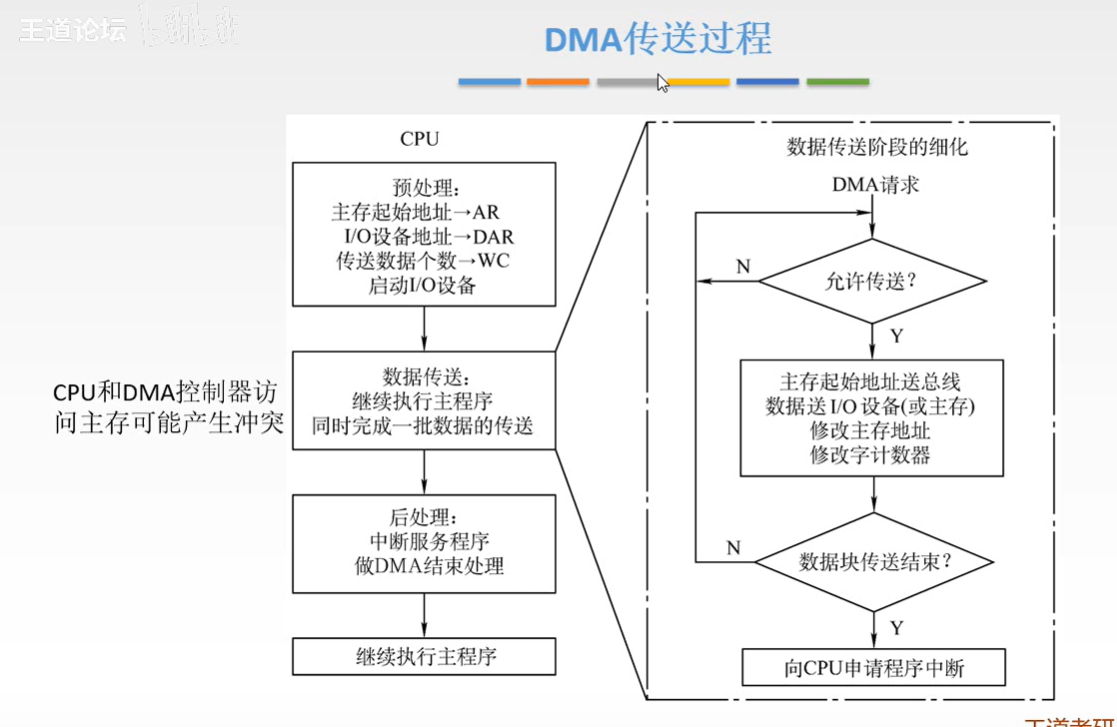 王道论坛
DMA传送过程
CPU
预处理：
主存起始地址→AR
I/O设备地址→DAR
传送数据个数→WC
启动I/O设备
数据传送：
继续执行主程序
同时完成一批数据的传送
后处理：
中断服务程序
做DMA结束处理
继续执行主程序
CPU和DMA控制器访
问主存可能产生冲突
数据传送阶段的细化
DMA请求
N
允许传送？
Y
主存起始地址送总线
数据送 I/O 设备(或主存)
修改主存地址
修改字计数器
N
数据块传送结束？
Y
向CPU申请程序中断